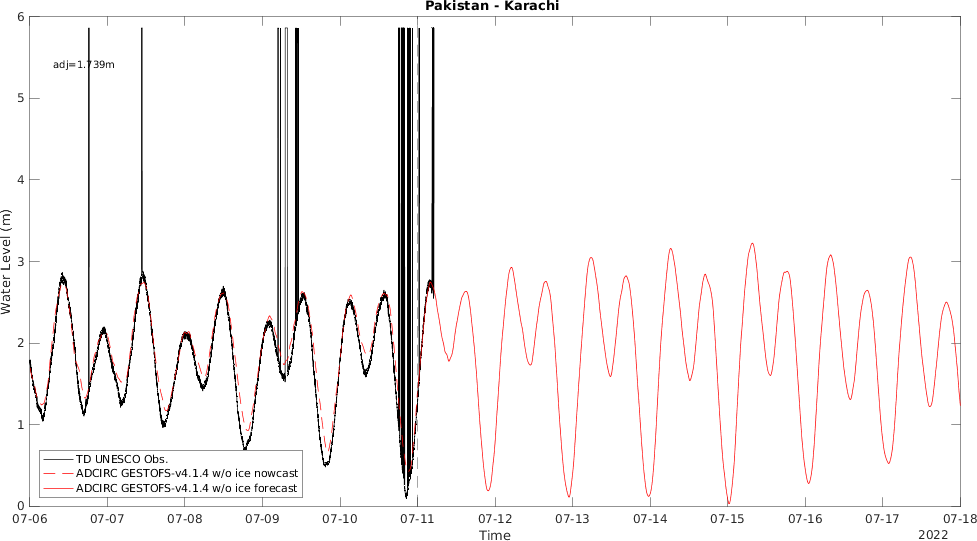 Pakistan - Karachi
6
adj=1.739m
5
4
3
2
1
0
Water Level (m)
TD UNESCO Obs.
ADCIRC GESTOFS-v4.1.4 w/o ice nowcast
ADCIRC GESTOFS-v4.1.4 w/o ice forecast
07-06 07-07 07-08 07-09 07-10 07-11 07-12 07-13 07-14 07-15 07-16 07-17 07-18
Time
2022